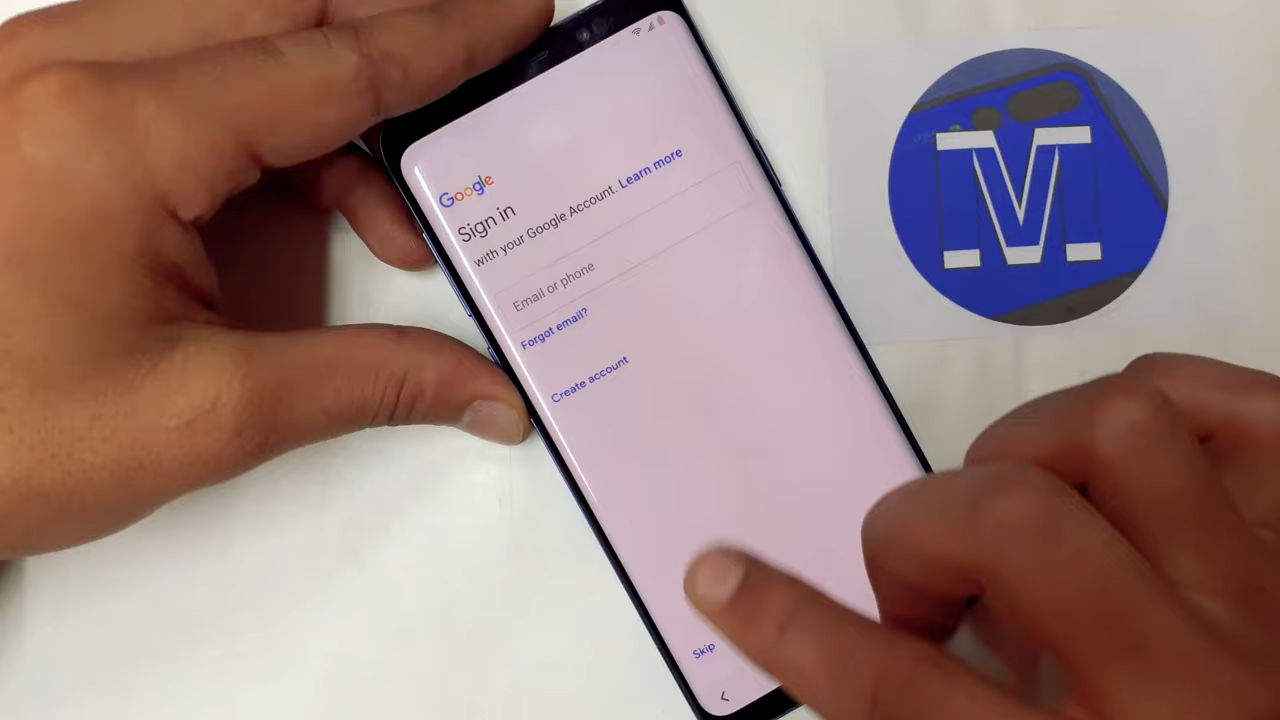 Google
Sign in
with your Google Account. Learn more
Email or phone
Forgot email?
Create account
Skip
M